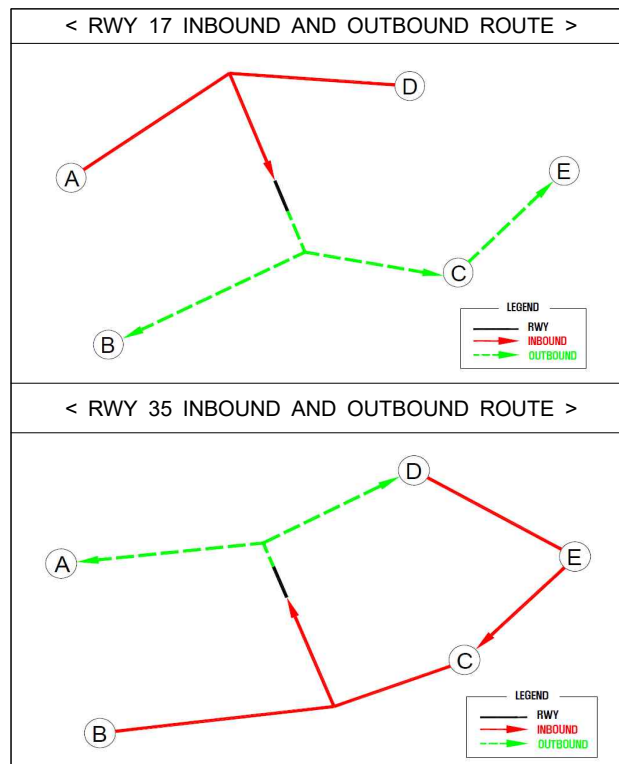 < RWY 17 INBOUND AND OUTBOUND ROUTE >
D
A
E
C
B
LEGEND
RWY
INBOUND
OUTBOUND
< RWY 35 INBOUND AND OUTBOUND ROUTE >
D
A
E
C
B
LEGEND
RWY
INBOUND
OUTBOUND